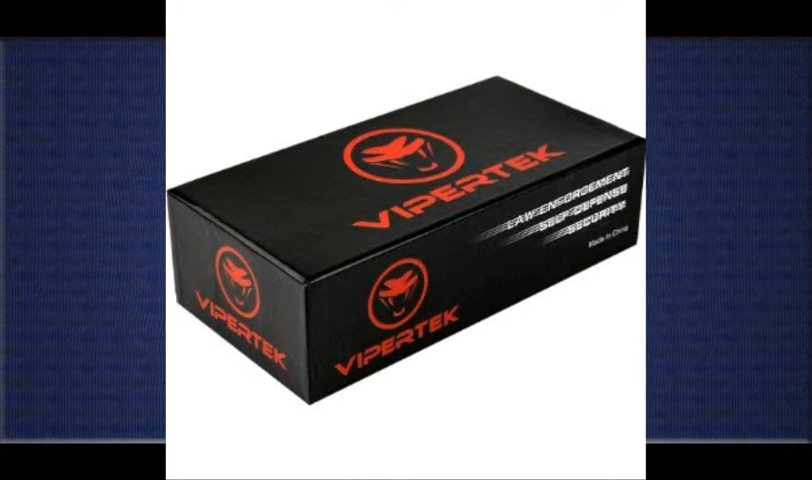 VIPERTEK
LAW ENFORCEMENT
SELF DEFENSE
SECURITY
Made In China
VIPERTEK
VIPERTEK